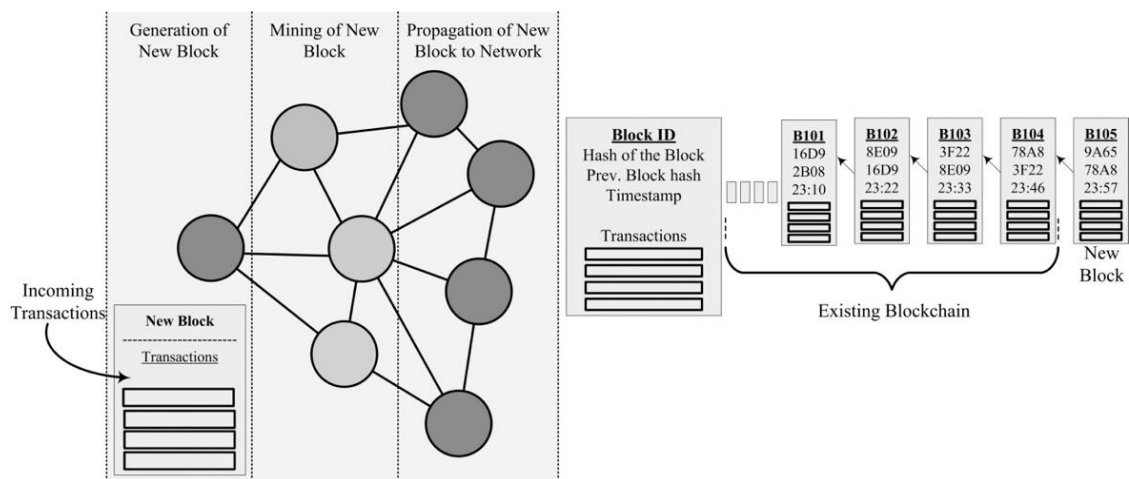 Generation of
New Block
Mining of New
Block
Propagation of New
Block to Network
Incoming
Transactions
New Block
Transactions
Block ID
Hash of the Block
Prev. Block hash
Timestamp
Transactions
B101
16D9
2B08
23:10
B102
8E09
16D9
23:22
B103
3F22
8E09
23:33
B104
78A8
3F22
23:46
B105
9A65
78A8
23:57
New
Block
Existing Blockchain